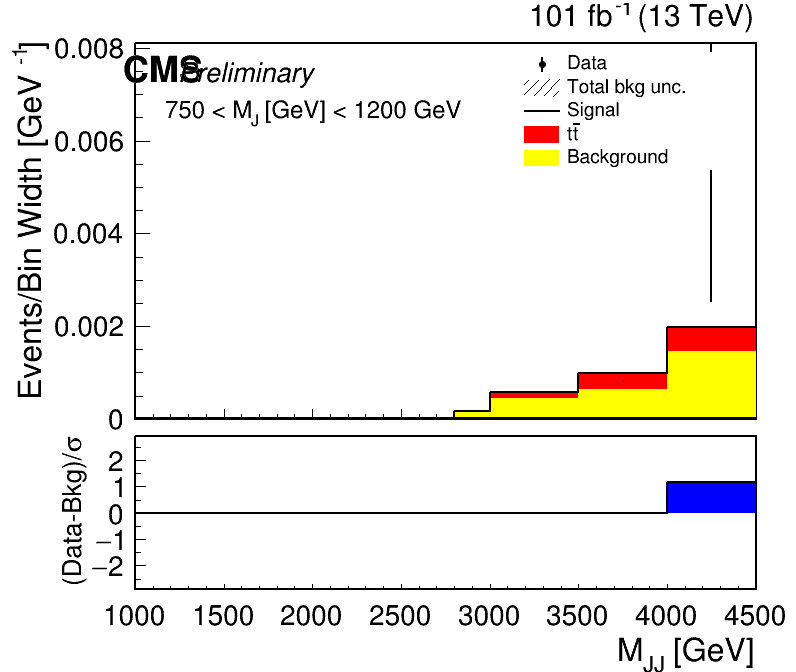 101 fb⁻¹ (13 TeV)
CMS Preliminary
750 < M_J [GeV] < 1200 GeV
Data
Total bkg unc.
Signal
tt̄
Background
Events/Bin Width [GeV⁻¹]
0.008
0.006
0.004
0.002
0
(Data-Bkg)/σ
2
1
0
−1
−2
1000 1500 2000 2500 3000 3500 4000 4500
M_JJ [GeV]